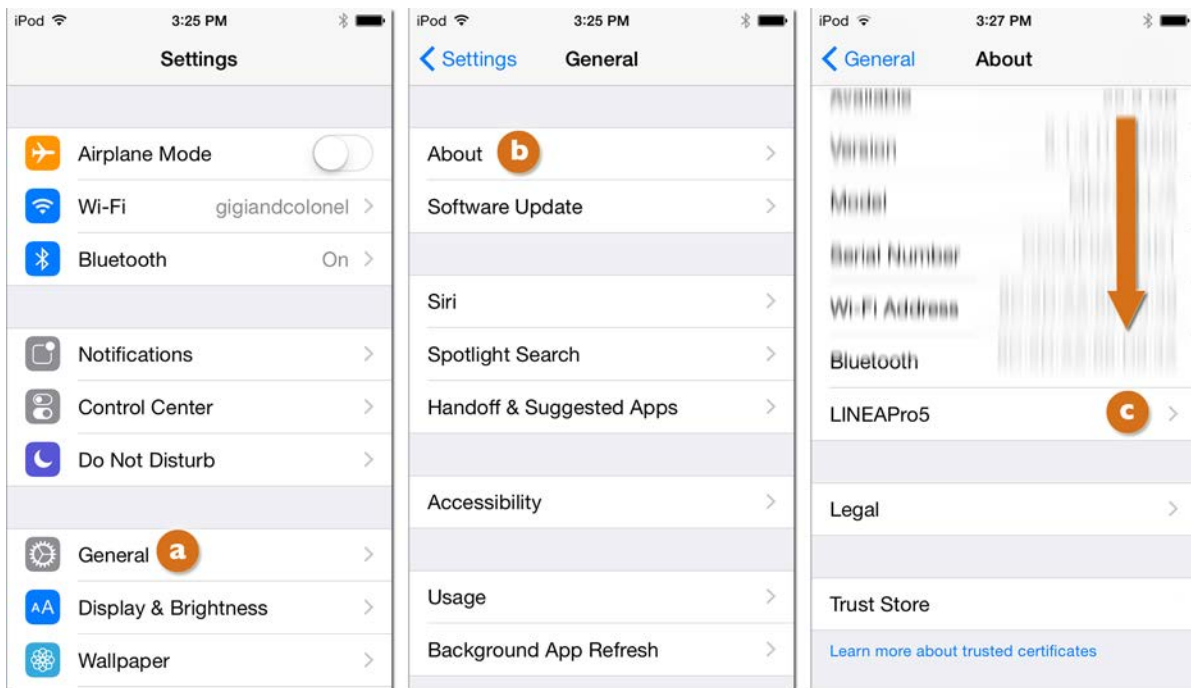 iPod 3:25 PM
Settings
Airplane Mode
Wi-Fi gigiandcolonel
Bluetooth On
Notifications
Control Center
Do Not Disturb
General a
AA Display & Brightness
Wallpaper
iPod 3:25 PM
Settings General
About b
Software Update
Siri
Spotlight Search
Handoff & Suggested Apps
Accessibility
Usage
Background App Refresh
iPod 3:27 PM
General About
Available
Version
Model
Serial Number
Wi-Fi Address
Bluetooth
LINEAPro5 c
Legal
Trust Store
Learn more about trusted certificates